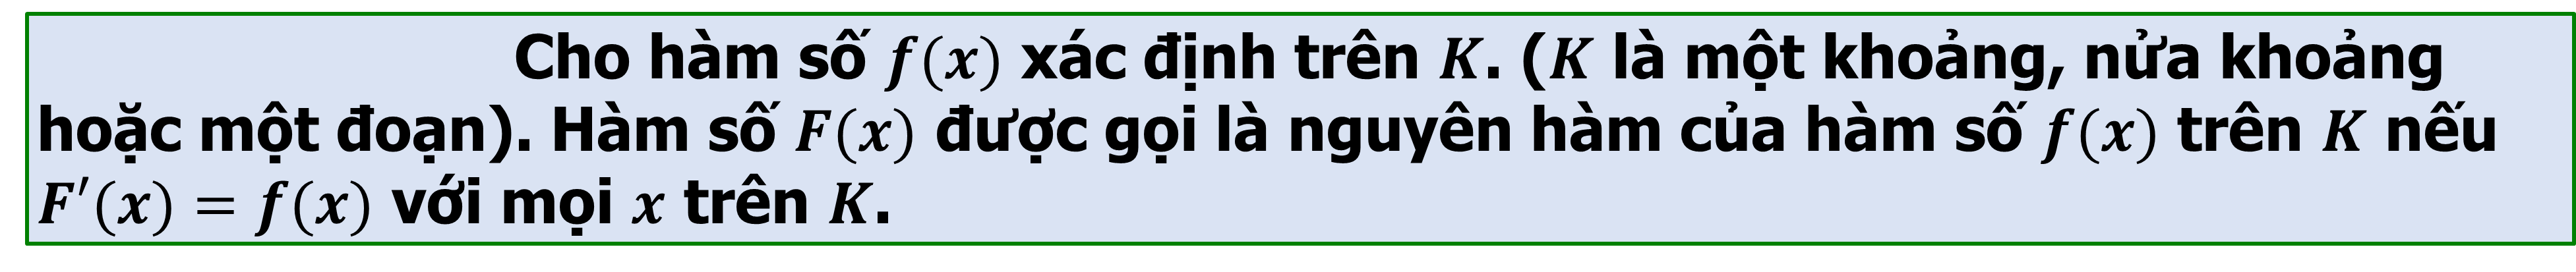 Cho hàm số f(x) xác định trên K. (K là một khoảng, nửa khoảng
hoặc một đoạn). Hàm số F(x) được gọi là nguyên hàm của hàm số f(x) trên K nếu
F′(x) = f(x) với mọi x trên K.